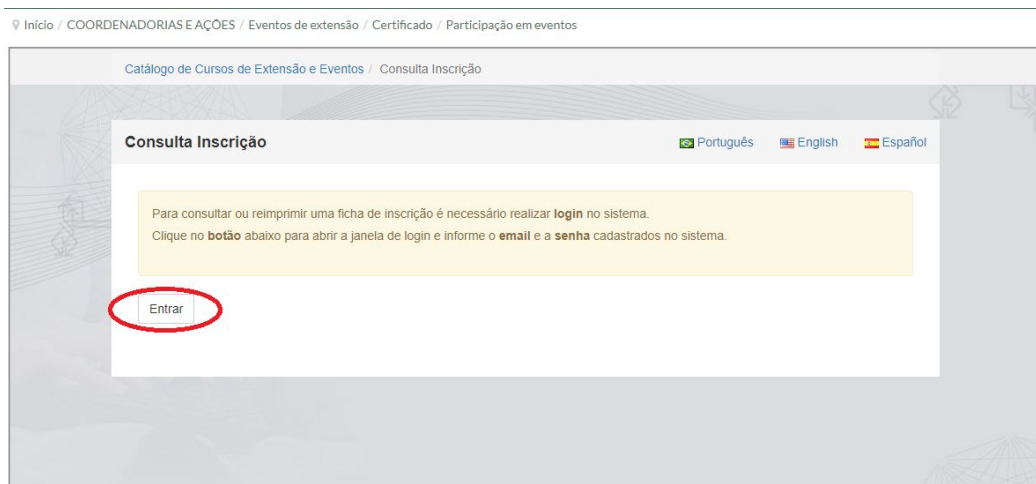 Início / COORDENADORIAS E AÇÕES / Eventos de extensão / Certificado / Participação em eventos
Catálogo de Cursos de Extensão e Eventos / Consulta Inscrição
Consulta Inscrição
Português English Español
Para consultar ou reimprimir uma ficha de inscrição é necessário realizar login no sistema.
Clique no botão abaixo para abrir a janela de login e informe o email e a senha cadastrados no sistema.
Entrar